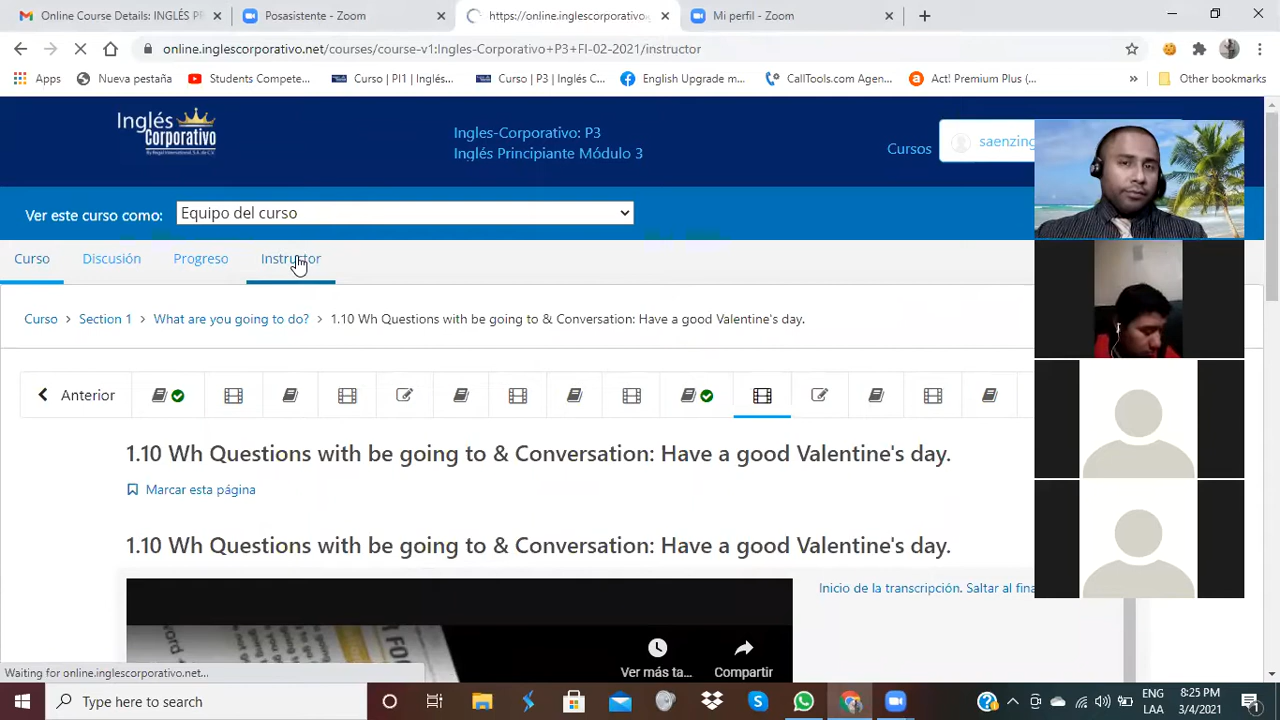 Online Course Details: INGLÉS PR
Posasistente - Zoom
https://online.inglescorporativo.
Mi perfil - Zoom
online.inglescorporativo.net/courses/course-v1:Ingles-Corporativo+P3+FI-02-2021/instructor
Apps
Nueva pestaña
Students Compete...
Curso | PI1 | Inglés...
Curso | P3 | Inglés C...
English Upgrade m...
CallTools.com Agen...
Act! Premium Plus (...
»
Other bookmarks
Inglés
Corporativo
By Regal International, S.A. de C.V.
Ingles-Corporativo: P3
Inglés Principiante Módulo 3
Cursos
saenzing
Ver este curso como:
Equipo del curso
Curso
Discusión
Progreso
Instructor
Curso > Section 1 > What are you going to do? > 1.10 Wh Questions with be going to & Conversation: Have a good Valentine's day.
Anterior
1.10 Wh Questions with be going to & Conversation: Have a good Valentine's day.
Marcar esta página
1.10 Wh Questions with be going to & Conversation: Have a good Valentine's day.
Inicio de la transcripción. Saltar al fina
Ver más ta...
Compartir
Waiting for online.inglescorporativo.net...
Type here to search
ENG
LAA
8:25 PM
3/4/2021
1